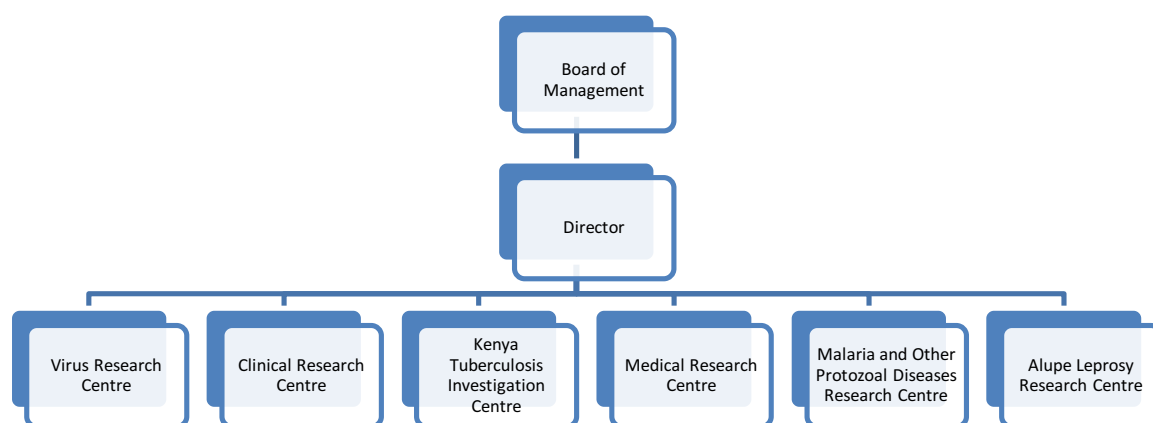 Board of
Management
Director
Virus Research
Centre
Clinical Research
Centre
Kenya
Tuberculosis
Investigation
Centre
Medical Research
Centre
Malaria and Other
Protozoal Diseases
Research Centre
Alupe Leprosy
Research Centre